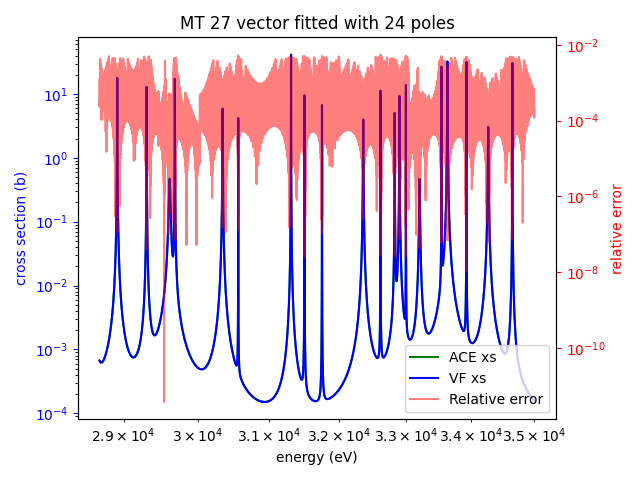 MT 27 vector fitted with 24 poles
cross section (b)
10¹
10⁰
10⁻¹
10⁻²
10⁻³
10⁻⁴
10⁻²
10⁻⁴
10⁻⁶
10⁻⁸
10⁻¹⁰
relative error
ACE xs
VF xs
Relative error
2.9 × 10⁴ 3 × 10⁴ 3.1 × 10⁴ 3.2 × 10⁴ 3.3 × 10⁴ 3.4 × 10⁴ 3.5 × 10⁴
energy (eV)